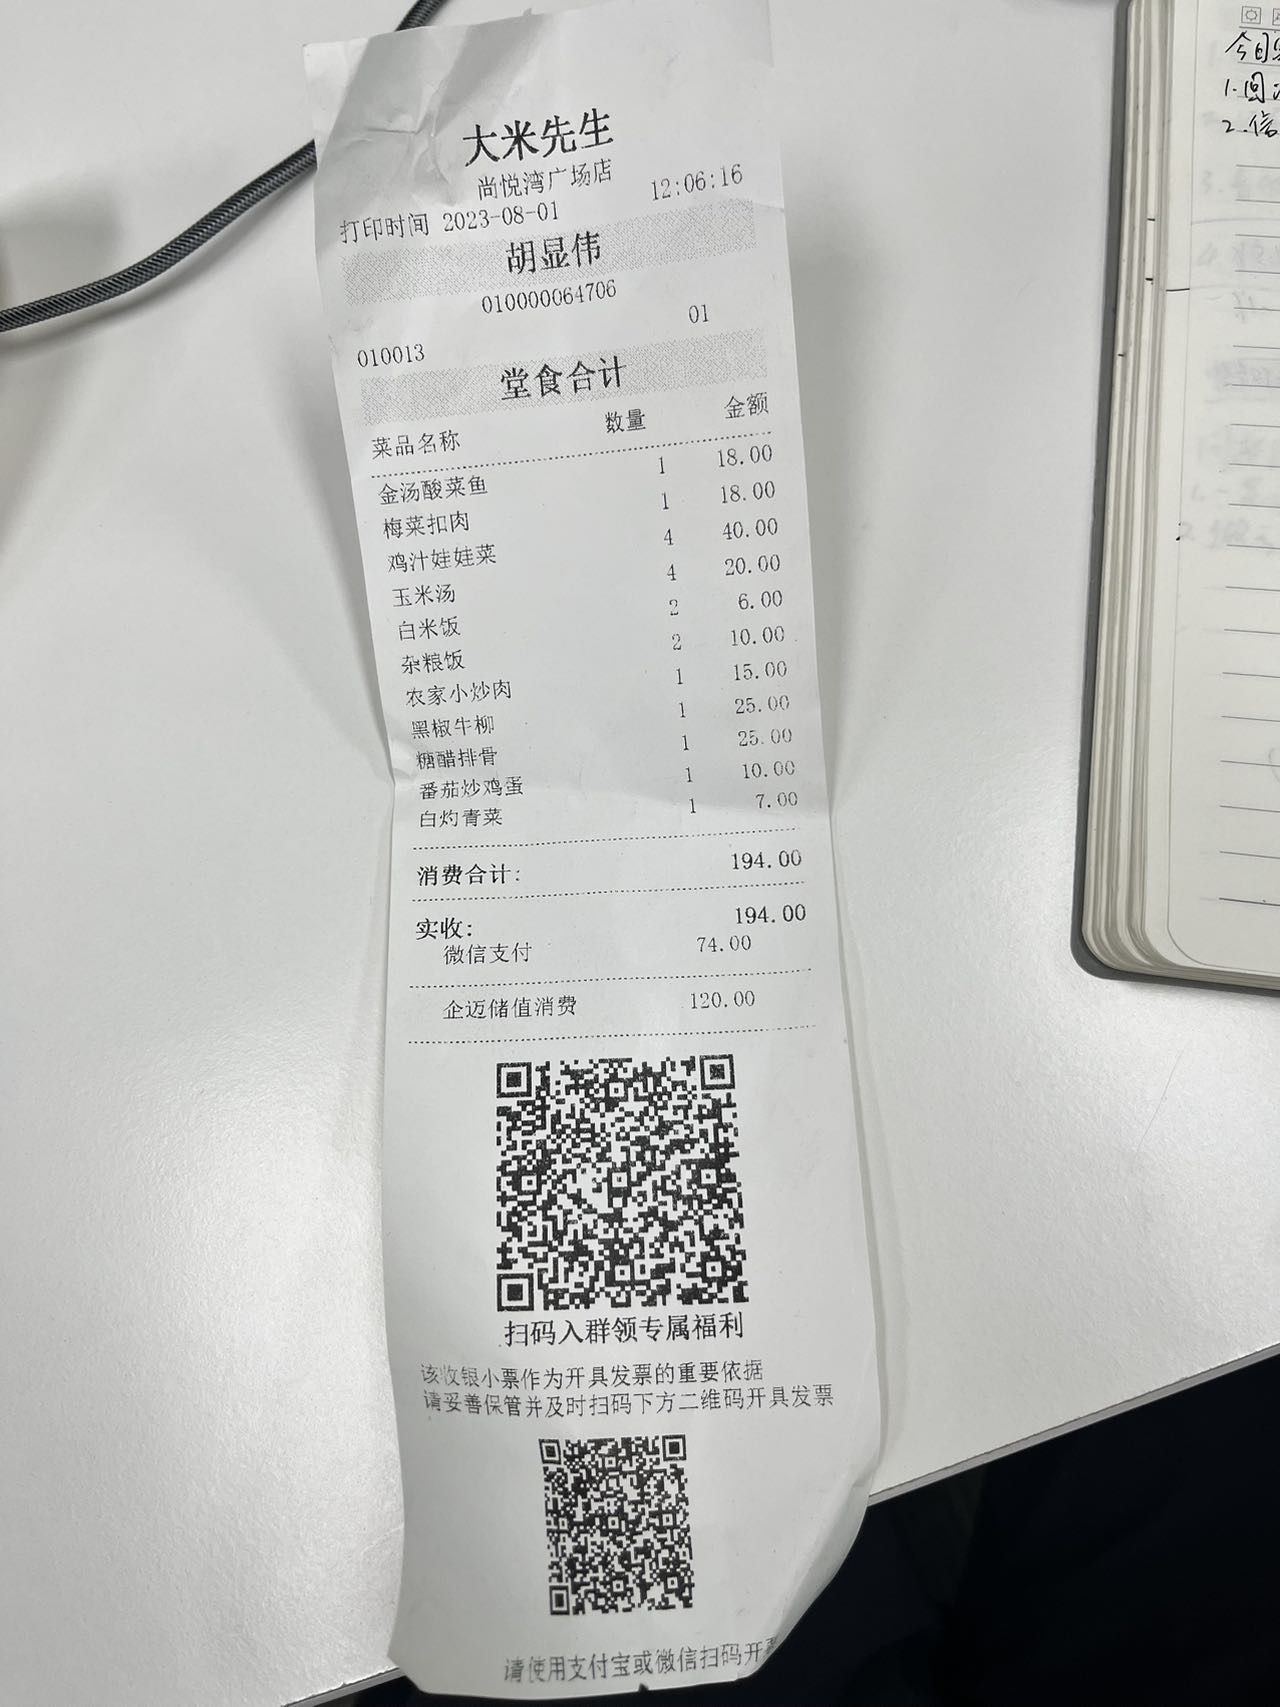 大米先生
尚悦湾广场店
打印时间 2023-08-01 12:06:16
胡显伟
010000064706
01
010013
堂食合计
菜品名称 数量 金额
金汤酸菜鱼 1 18.00
梅菜扣肉 1 18.00
鸡汁娃娃菜 4 40.00
玉米汤 4 20.00
白米饭 2 6.00
杂粮饭 2 10.00
农家小炒肉 1 15.00
黑椒牛柳 1 25.00
糖醋排骨 1 25.00
番茄炒鸡蛋 1 10.00
白灼青菜 1 7.00
消费合计: 194.00
实收: 194.00
微信支付 74.00
企迈储值消费 120.00
扫码入群领专属福利
该收银小票作为开具发票的重要依据
请妥善保管并及时扫码下方二维码开具发票
请使用支付宝或微信扫码开
今日
1.回
2.信